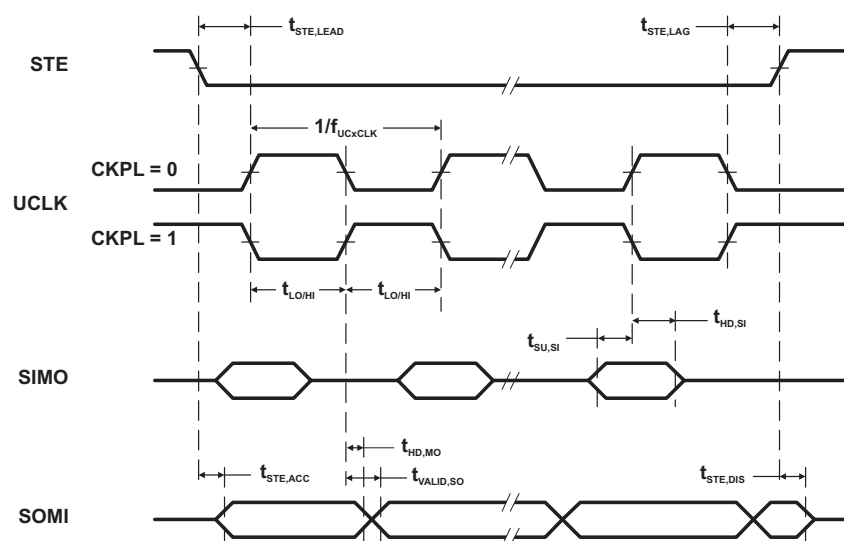 tSTE,LEAD
tSTE,LAG
STE
1/fUCxCLK
CKPL = 0
UCLK
CKPL = 1
tLO/HI
tLO/HI
tHD,SI
tSU,SI
SIMO
tHD,MO
tSTE,ACC
tVALID,SO
tSTE,DIS
SOMI